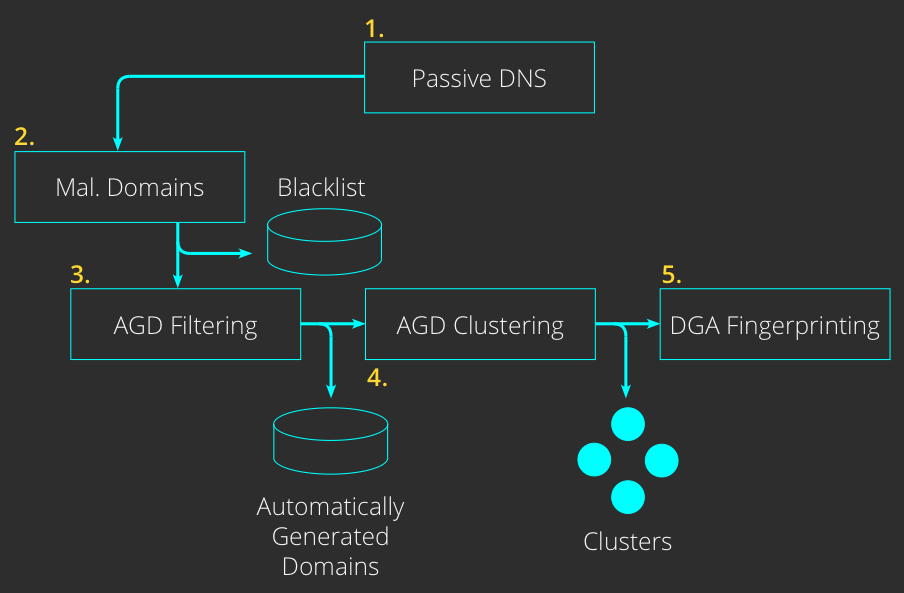 1.
Passive DNS
2.
Mal. Domains
Blacklist
3.
AGD Filtering
AGD Clustering
4.
5.
DGA Fingerprinting
Automatically
Generated
Domains
Clusters